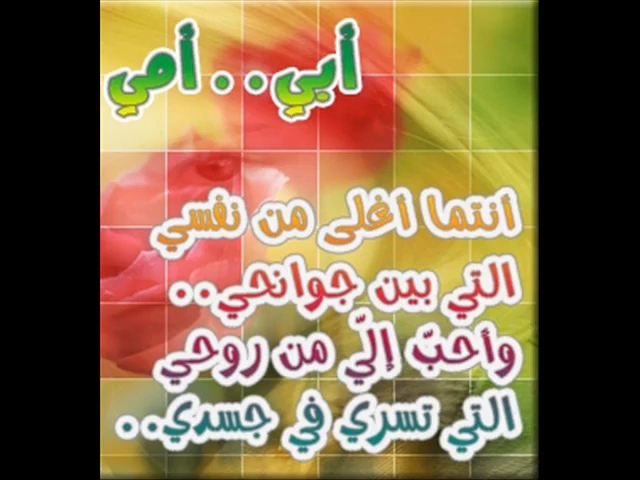 أبي..أمي
أنتما أغلى من نفسي
التي بين جوانحي..
وأحبّ إليّ من روحي
التي تسري في جسدي..